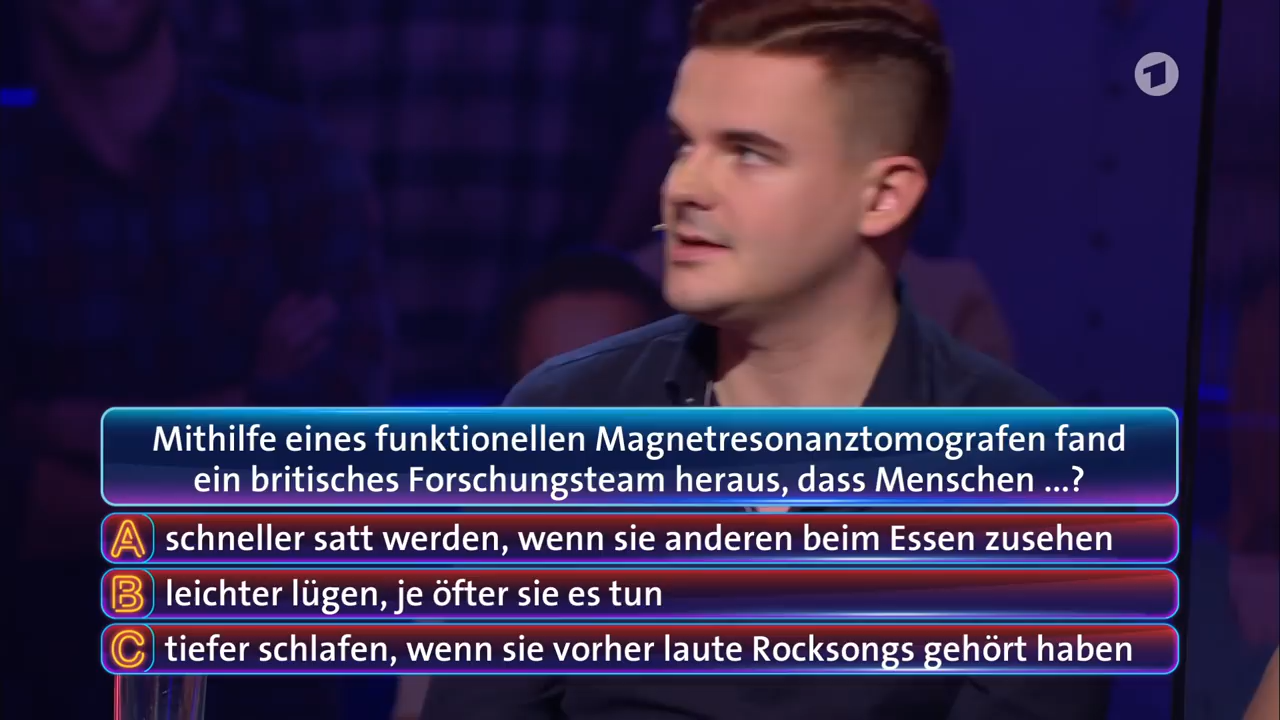 1
Mithilfe eines funktionellen Magnetresonanztomografen fand
ein britisches Forschungsteam heraus, dass Menschen ...?
A schneller satt werden, wenn sie anderen beim Essen zusehen
B leichter lügen, je öfter sie es tun
C tiefer schlafen, wenn sie vorher laute Rocksongs gehört haben